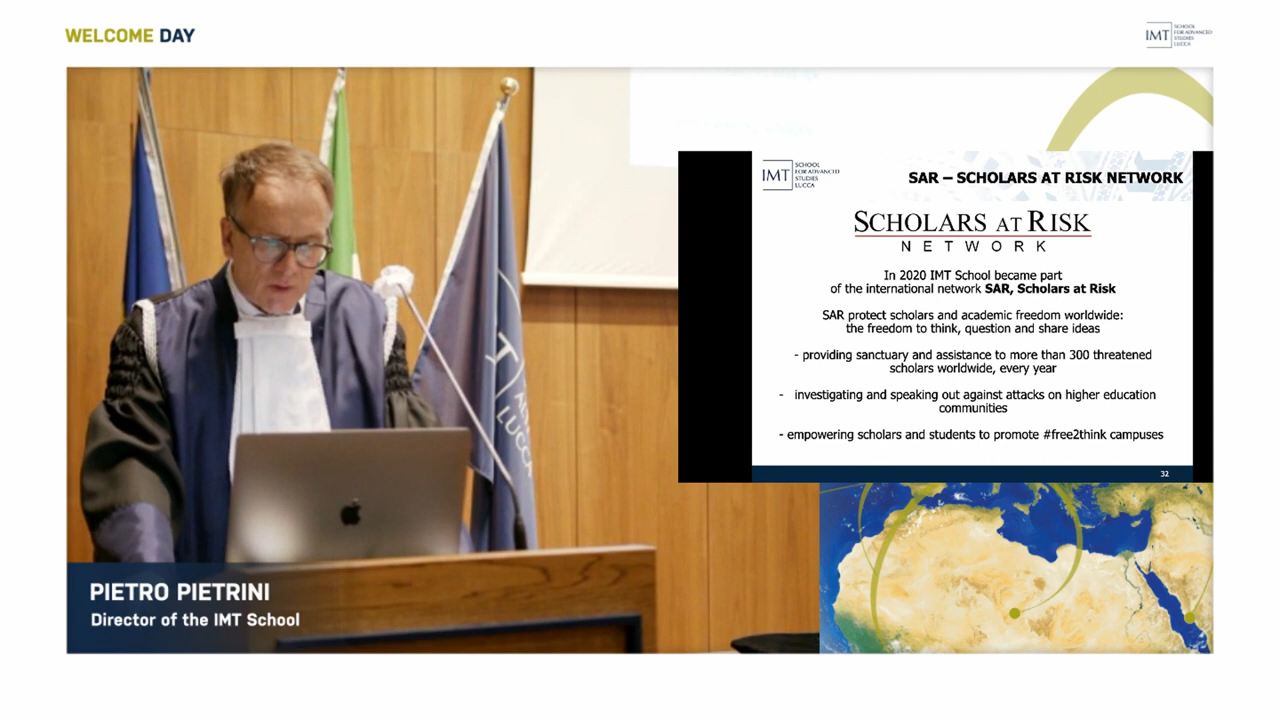 WELCOME DAY
IMT
SCHOOL
FOR ADVANCED
STUDIES
LUCCA
IMT
SCHOOL
FOR ADVANCED
STUDIES
LUCCA
SAR – SCHOLARS AT RISK NETWORK
SCHOLARS AT RISK
NETWORK
In 2020 IMT School became part
of the international network SAR, Scholars at Risk
SAR protect scholars and academic freedom worldwide:
the freedom to think, question and share ideas
- providing sanctuary and assistance to more than 300 threatened
scholars worldwide, every year
- investigating and speaking out against attacks on higher education
communities
- empowering scholars and students to promote #free2think campuses
32
LUCCA
PIETRO PIETRINI
Director of the IMT School